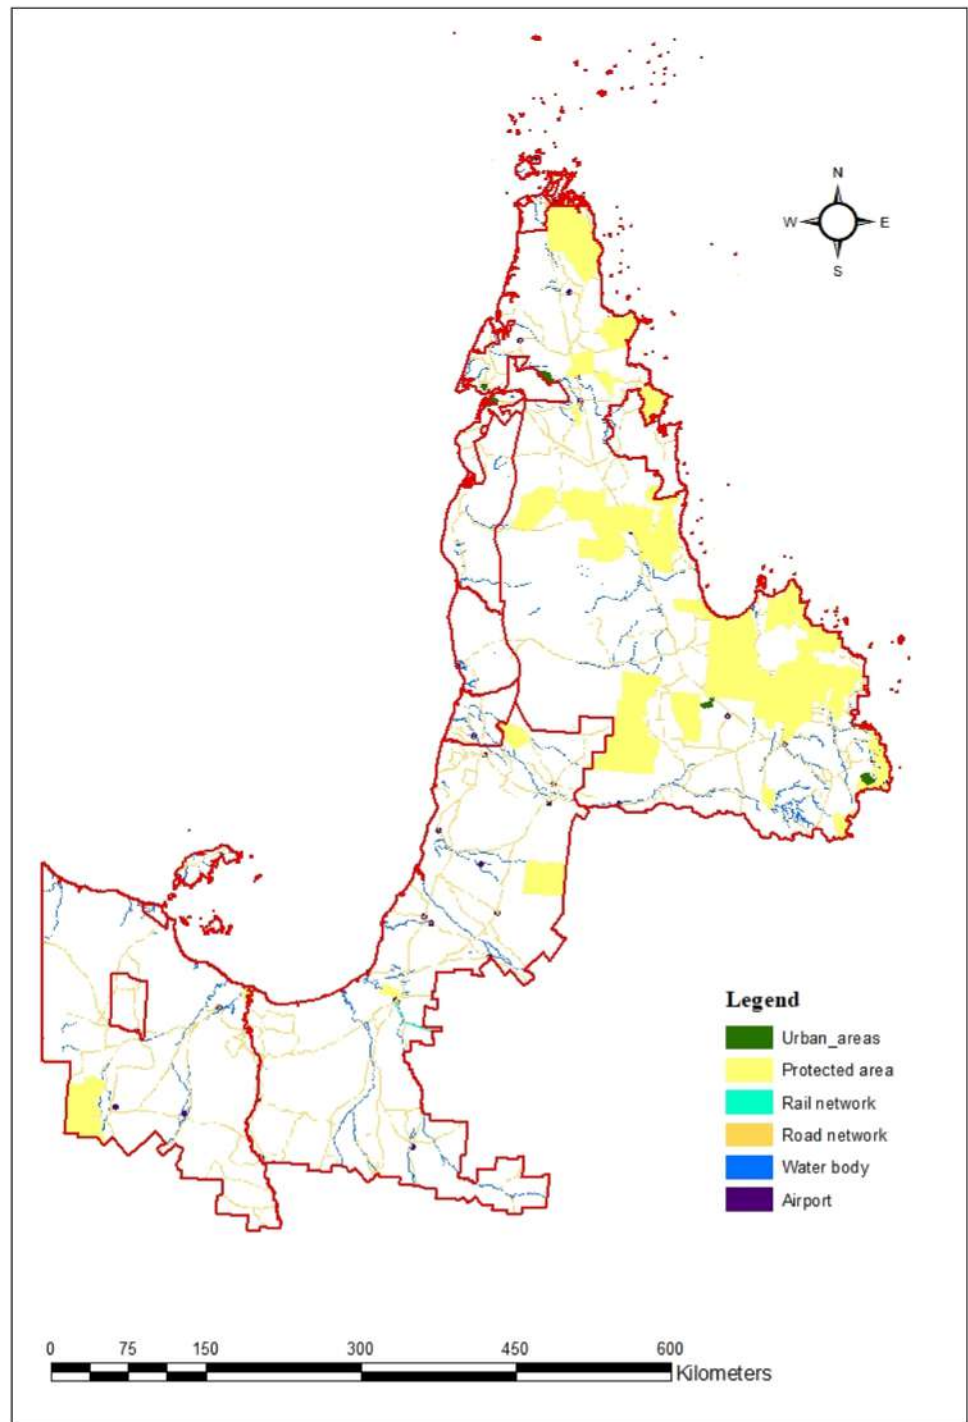 N
W E
S
Legend
Urban_areas
Protected area
Rail network
Road network
Water body
Airport
0 75 150 300 450 600
Kilometers